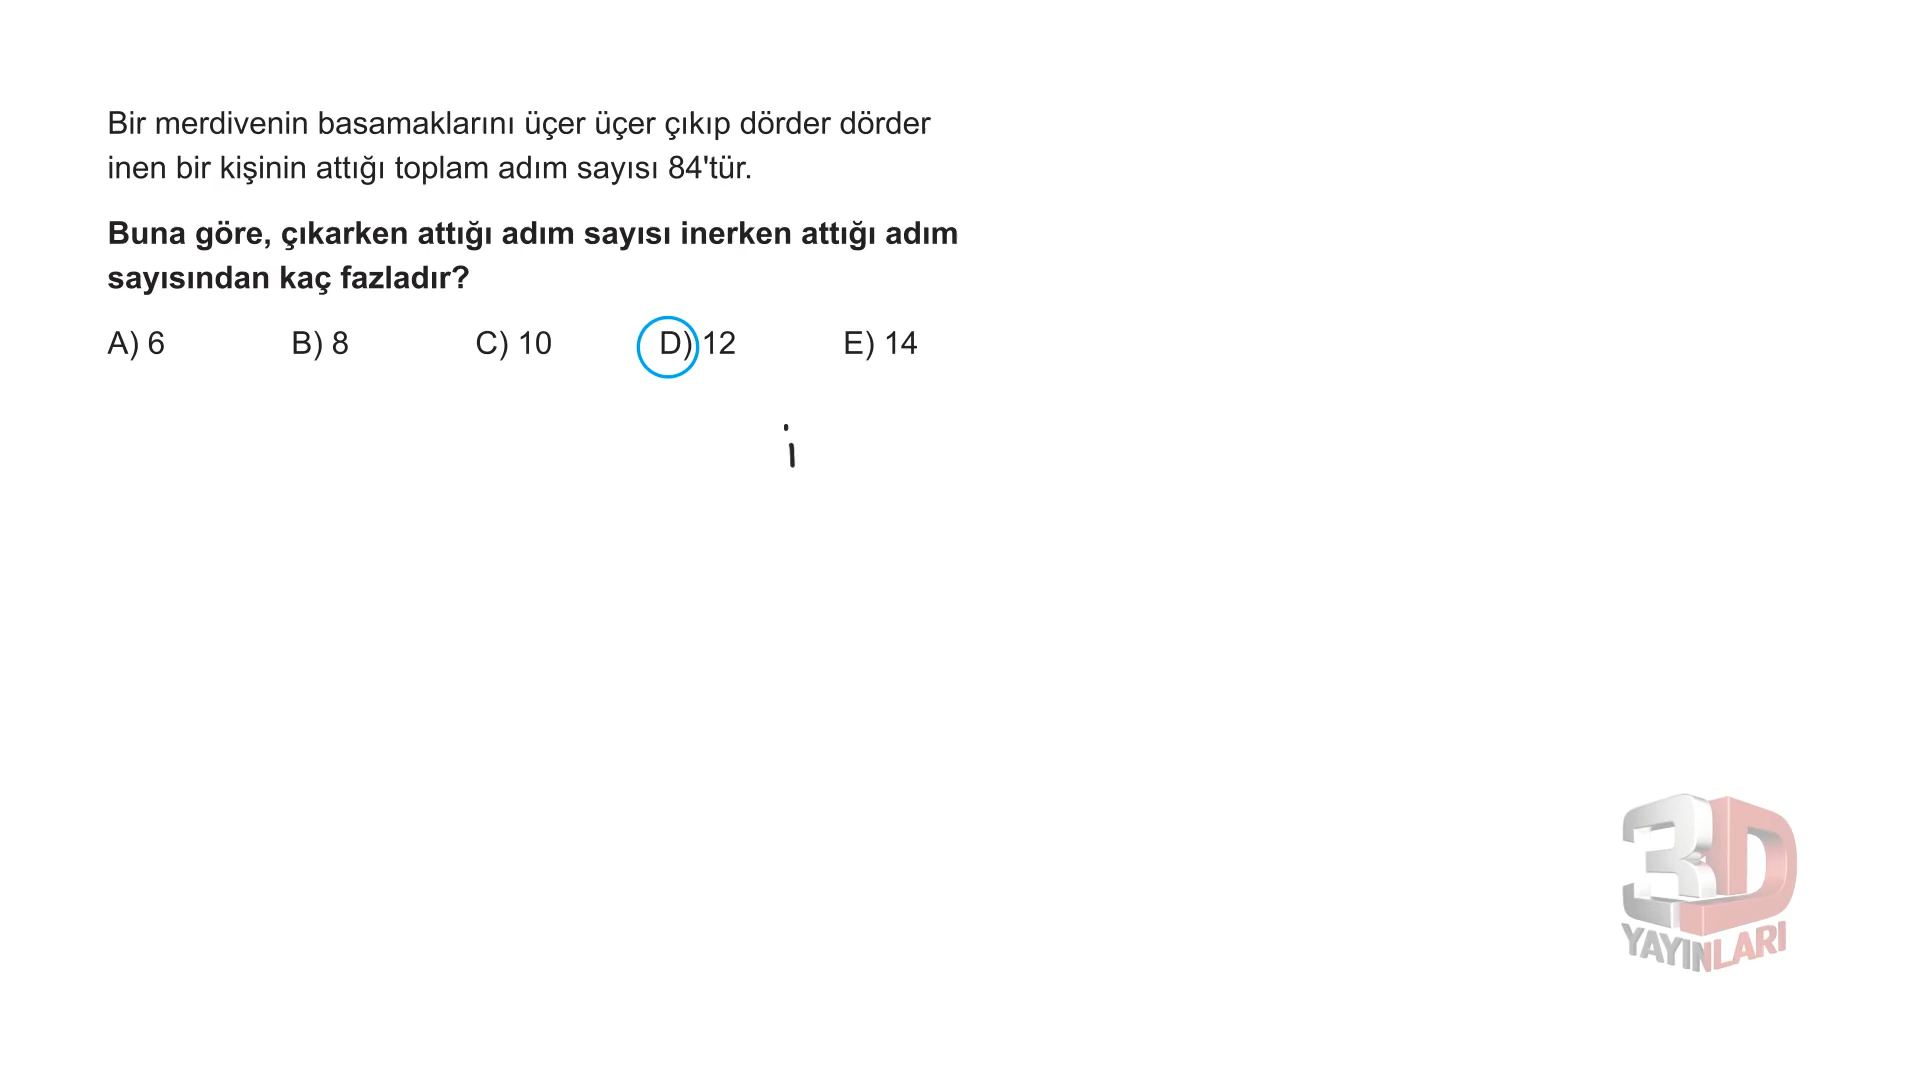 Bir merdivenin basamaklarını üçer üçer çıkıp dörder dörder
inen bir kişinin attığı toplam adım sayısı 84'tür.
Buna göre, çıkarken attığı adım sayısı inerken attığı adım
sayısından kaç fazladır?
A) 6 B) 8 C) 10 D) 12 E) 14
i
3D
YAYINLARI